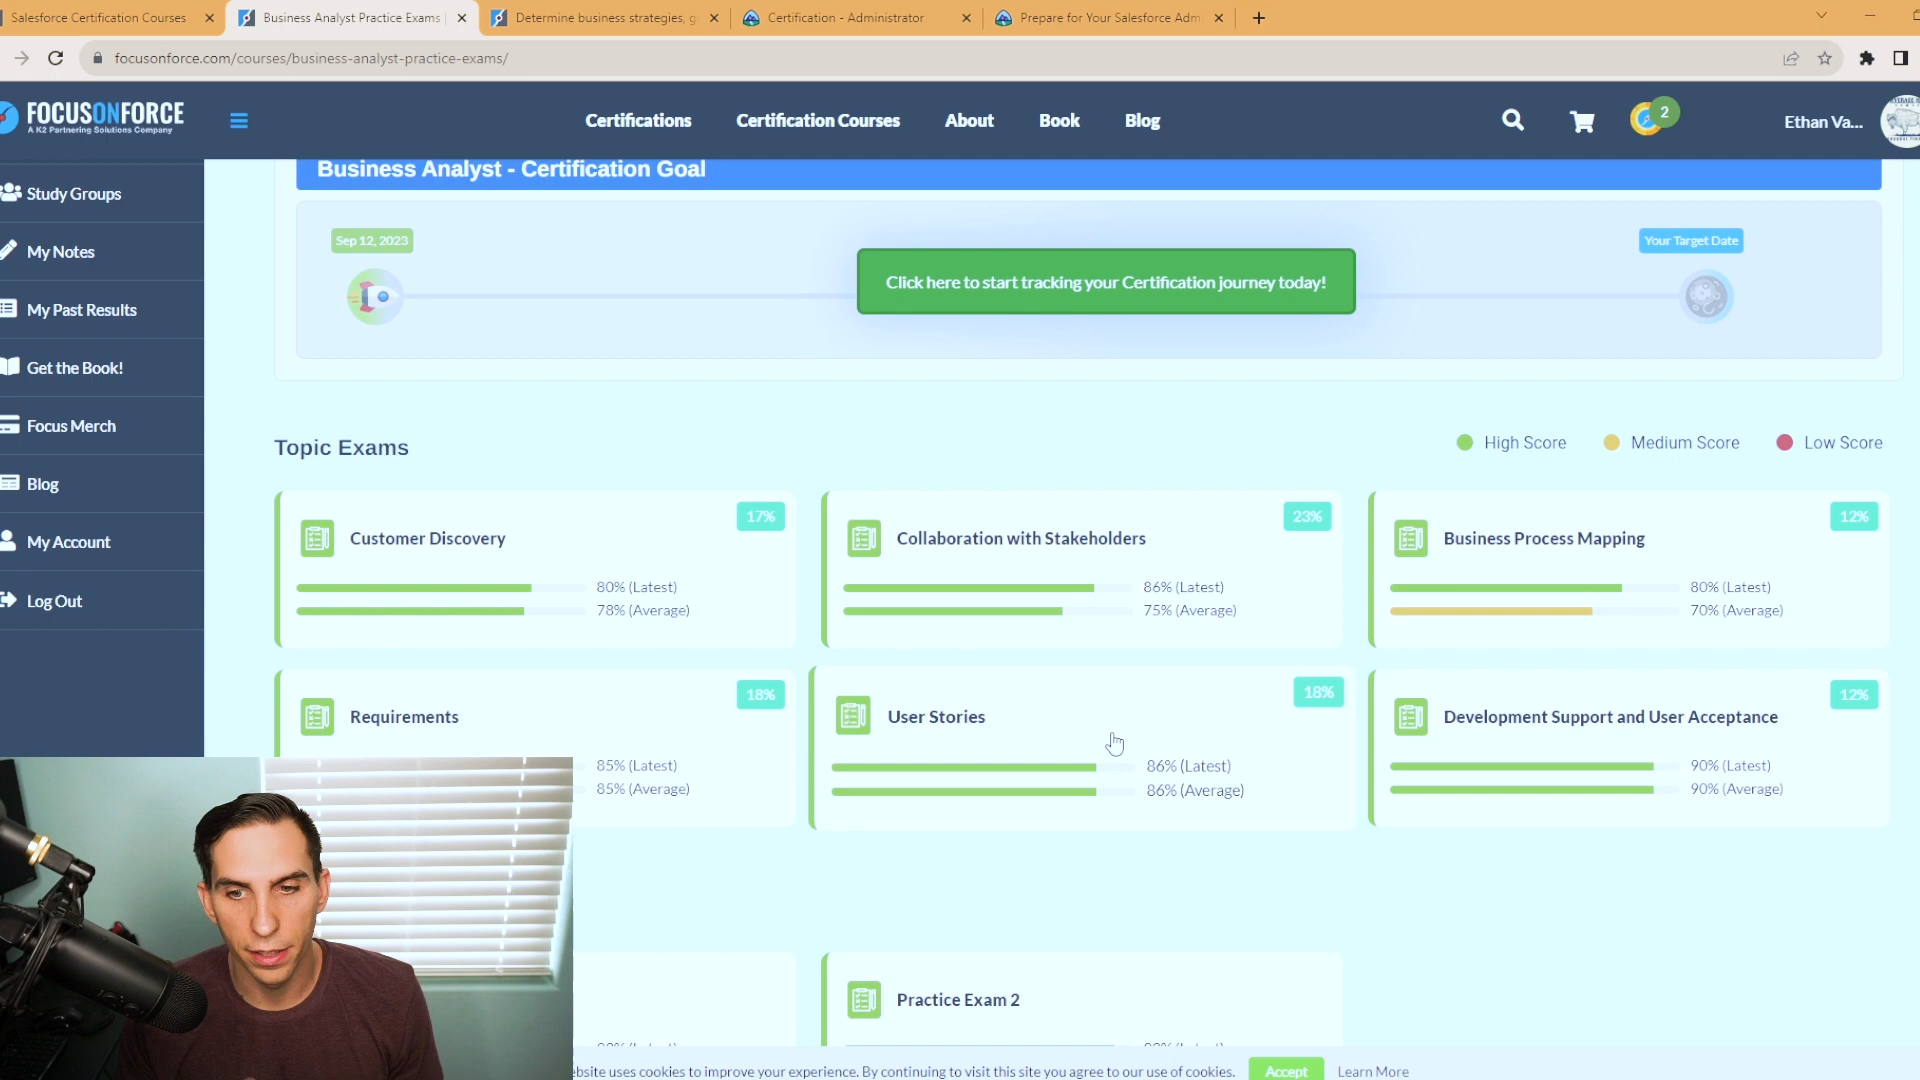 Salesforce Certification Courses
Business Analyst Practice Exams
Determine business strategies, g
Certification - Administrator
Prepare for Your Salesforce Adm
focusonforce.com/courses/business-analyst-practice-exams/
FOCUSONFORCE
A K2 Partnering Solutions Company
Certifications
Certification Courses
About
Book
Blog
2
Ethan Va...
Study Groups
My Notes
My Past Results
Get the Book!
Focus Merch
Blog
My Account
Log Out
Business Analyst - Certification Goal
Sep 12, 2023
Click here to start tracking your Certification journey today!
Your Target Date
Topic Exams
High Score
Medium Score
Low Score
17%
Customer Discovery
80% (Latest)
78% (Average)
23%
Collaboration with Stakeholders
86% (Latest)
75% (Average)
12%
Business Process Mapping
80% (Latest)
70% (Average)
18%
Requirements
85% (Latest)
85% (Average)
18%
User Stories
86% (Latest)
86% (Average)
12%
Development Support and User Acceptance
90% (Latest)
90% (Average)
Practice Exam 2
ebsite uses cookies to improve your experience. By continuing to visit this site you agree to our use of cookies.
Accept
Learn More